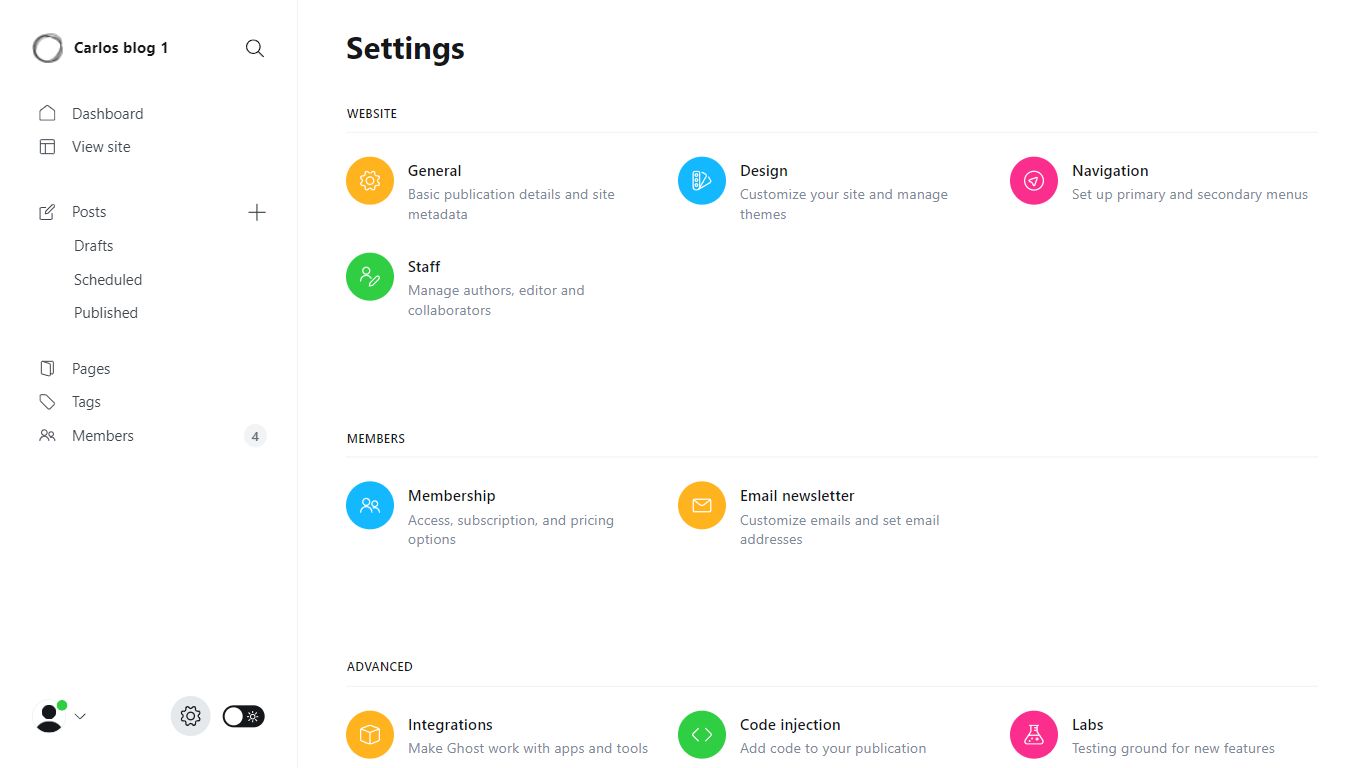 Carlos blog 1
Dashboard
View site
Posts
Drafts
Scheduled
Published
Pages
Tags
Members 4
Settings
WEBSITE
General
Basic publication details and site
metadata
Design
Customize your site and manage
themes
Navigation
Set up primary and secondary menus
Staff
Manage authors, editor and
collaborators
MEMBERS
Membership
Access, subscription, and pricing
options
Email newsletter
Customize emails and set email
addresses
ADVANCED
Integrations
Make Ghost work with apps and tools
Code injection
Add code to your publication
Labs
Testing ground for new features